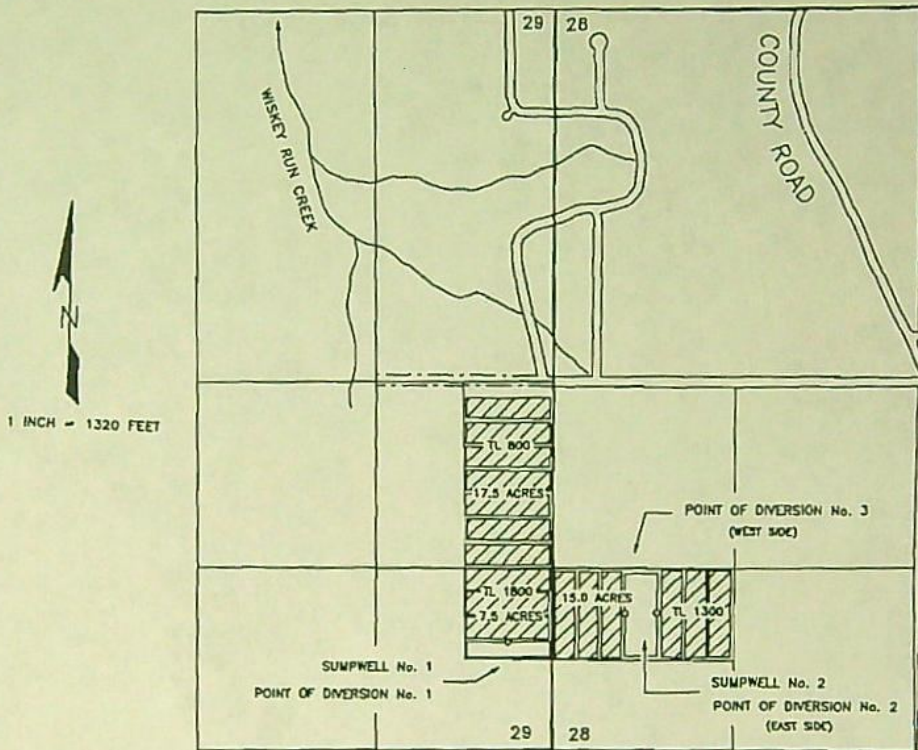 29 28
WISKEY RUN CREEK
COUNTY ROAD
N
1 INCH = 1320 FEET
TL 800
17.5 ACRES
POINT OF DIVERSION No. 3
(WEST SIDE)
TL 1800
7.5 ACRES
15.0 ACRES
TL 1300
SUMPWELL No. 1
POINT OF DIVERSION No. 1
SUMPWELL No. 2
POINT OF DIVERSION No. 2
(EAST SIDE)
29 28